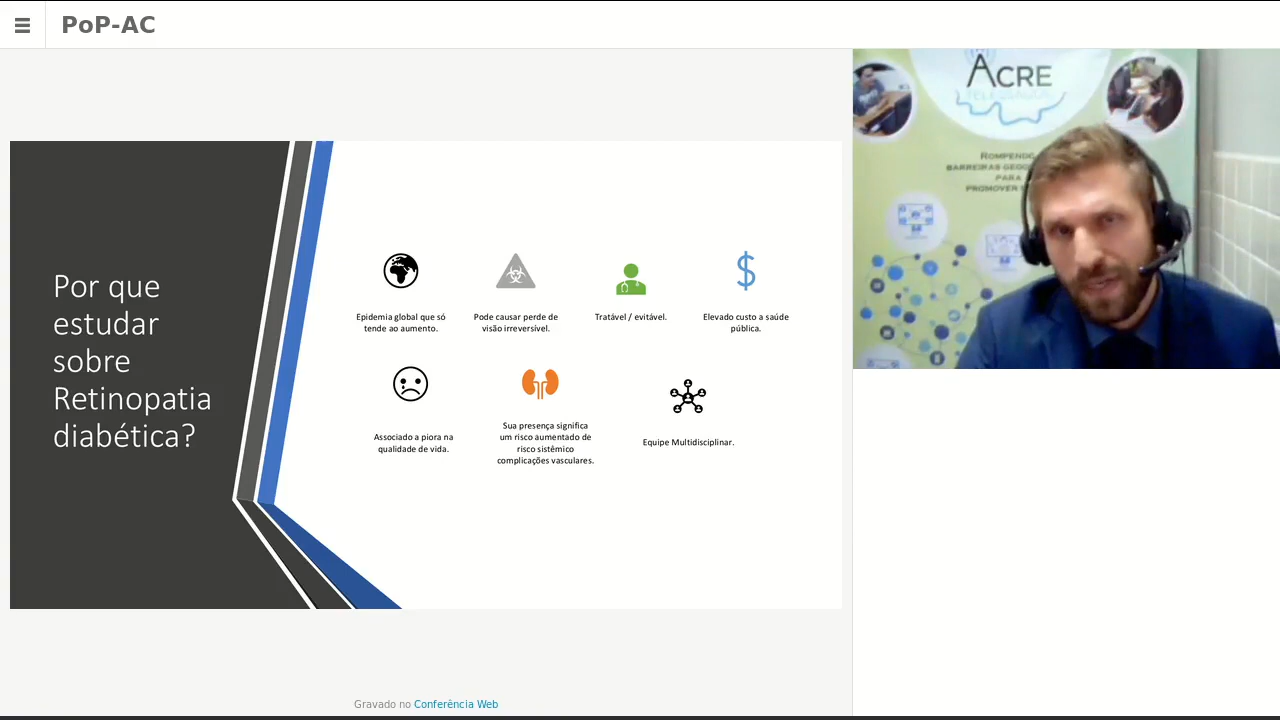 PoP-AC
Por que
estudar
sobre
Retinopatia
diabética?
Epidemia global que só
tende ao aumento.
Pode causar perde de
visão irreversível.
Tratável / evitável.
Elevado custo a saúde
pública.
Associado a piora na
qualidade de vida.
Sua presença significa
um risco aumentado de
risco sistêmico
complicações vasculares.
Equipe Multidisciplinar.
Gravado no Conferência Web
ACRE
ROMPENDO
BARREIRAS
PARA
PROMOVER